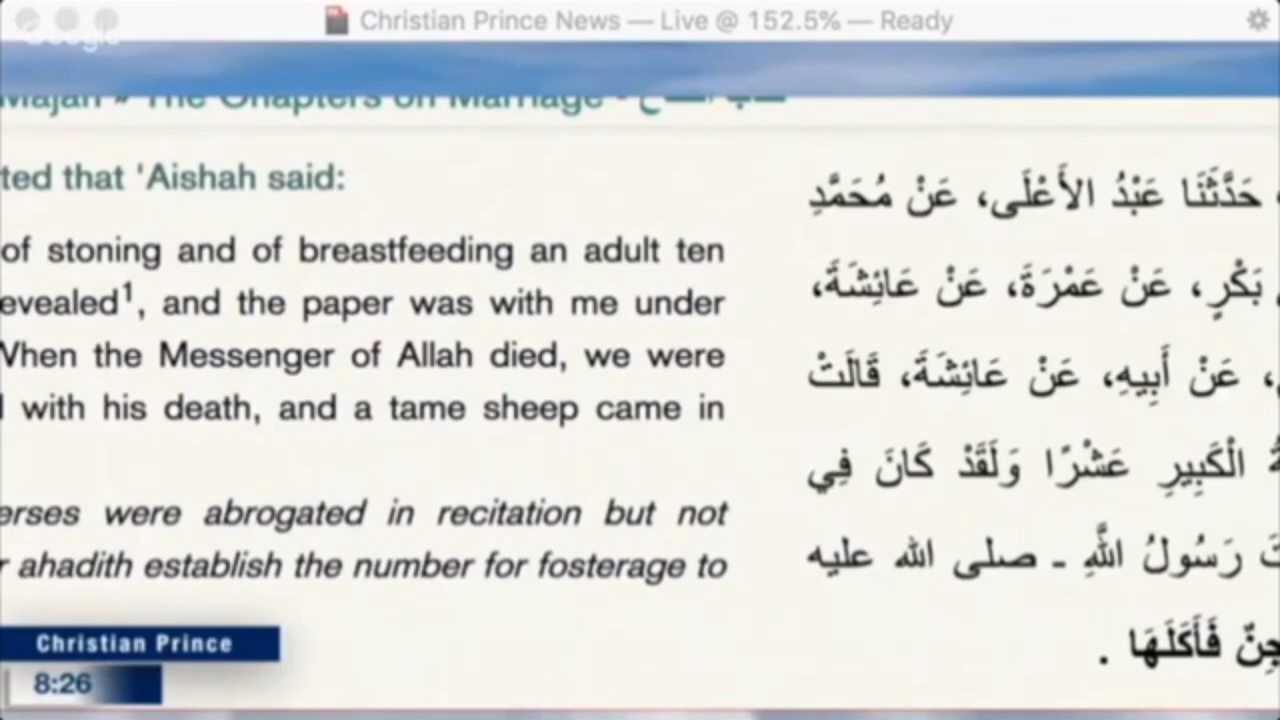 Christian Prince News — Live @ 152.5% — Ready
Google
Majah » The Chapters on Marriage -
ted that 'Aishah said:
of stoning and of breastfeeding an adult ten
evealed¹, and the paper was with me under
When the Messenger of Allah died, we were
with his death, and a tame sheep came in
erses were abrogated in recitation but not
r ahadith establish the number for fosterage to
حَدَّثَنَا عَبْدُ الأَعْلَى، عَنْ مُحَمَّدِ
بَكْرٍ، عَنْ عَمْرَةَ، عَنْ عَائِشَةَ،
، عَنْ أَبِيهِ، عَنْ عَائِشَةَ، قَالَتْ
الْكَبِيرِ عَشْرًا وَلَقَدْ كَانَ فِي
رَسُولُ اللَّهِ ـ صلى الله عليه
جِنٌ فَأَكَلَهَا .
Christian Prince
8:26